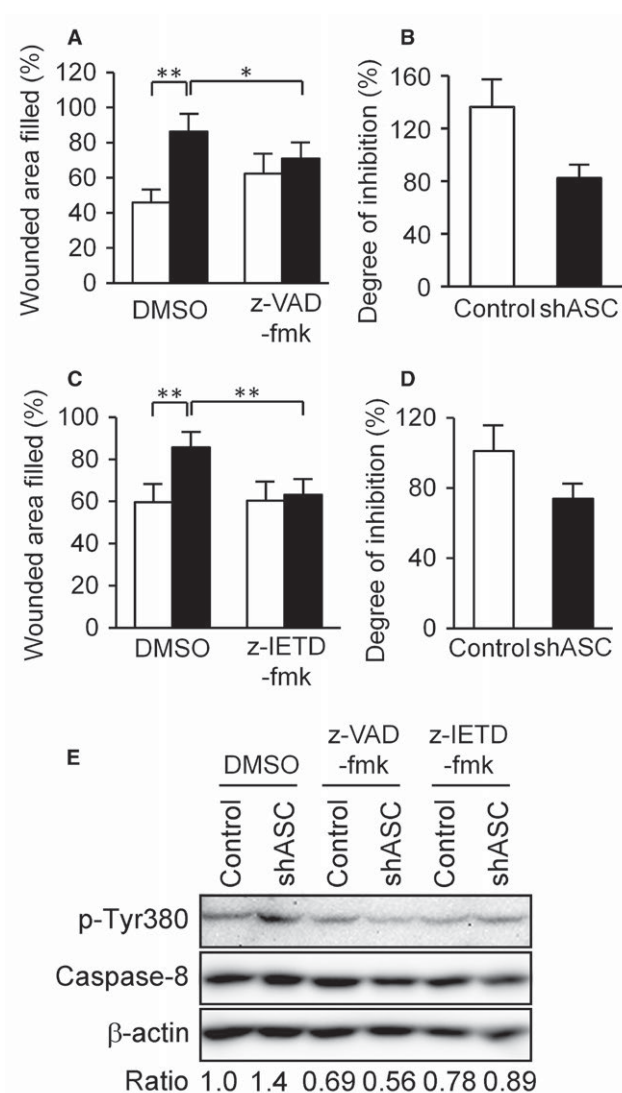 A
Wounded area filled (%)
120
100
80
60
40
20
0
**
*
DMSO
z-VAD
-fmk
B
Degree of inhibition (%)
160
120
80
40
0
Control shASC
C
Wounded area filled (%)
100
80
60
40
20
0
**
**
DMSO
z-IETD
-fmk
D
Degree of inhibition (%)
120
80
40
0
Control shASC
E
DMSO
z-VAD
-fmk
z-IETD
-fmk
Control shASC Control shASC Control shASC
p-Tyr380
Caspase-8
β-actin
Ratio 1.0 1.4 0.69 0.56 0.78 0.89